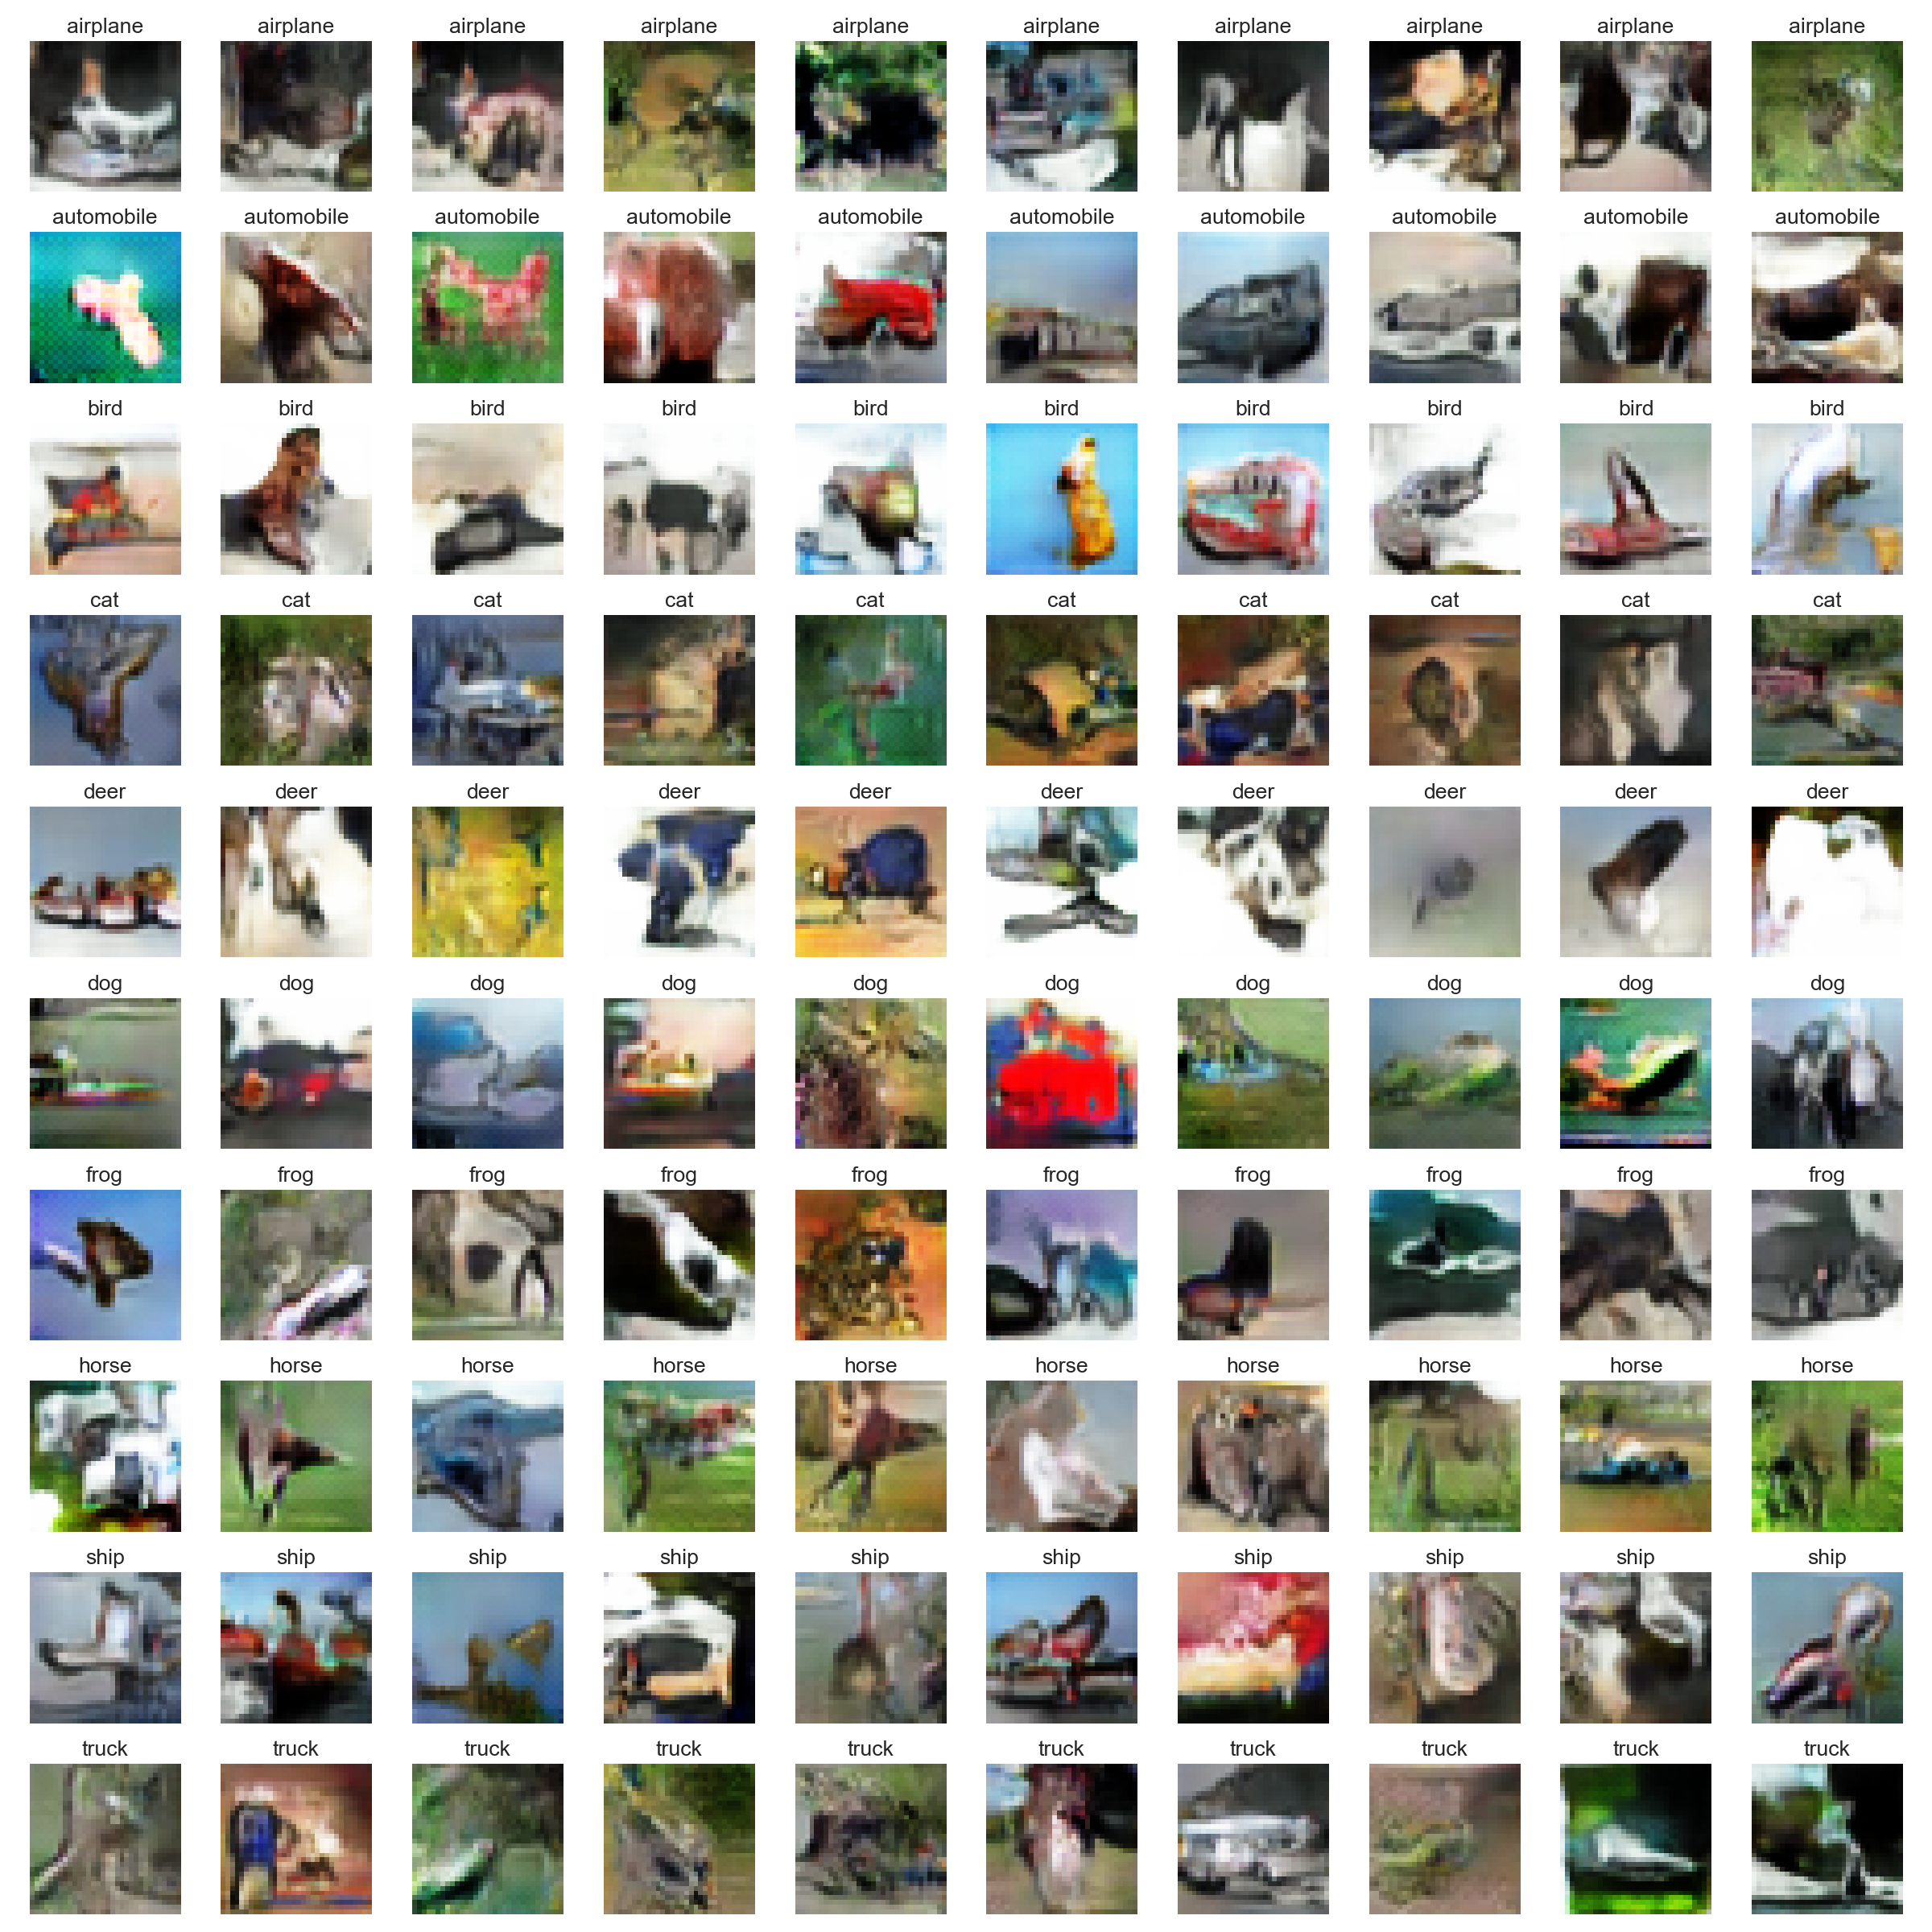 airplane airplane airplane airplane airplane airplane airplane airplane airplane airplane
automobile automobile automobile automobile automobile automobile automobile automobile automobile automobile
bird bird bird bird bird bird bird bird bird bird
cat cat cat cat cat cat cat cat cat cat
deer deer deer deer deer deer deer deer deer deer
dog dog dog dog dog dog dog dog dog dog
frog frog frog frog frog frog frog frog frog frog
horse horse horse horse horse horse horse horse horse horse
ship ship ship ship ship ship ship ship ship ship
truck truck truck truck truck truck truck truck truck truck